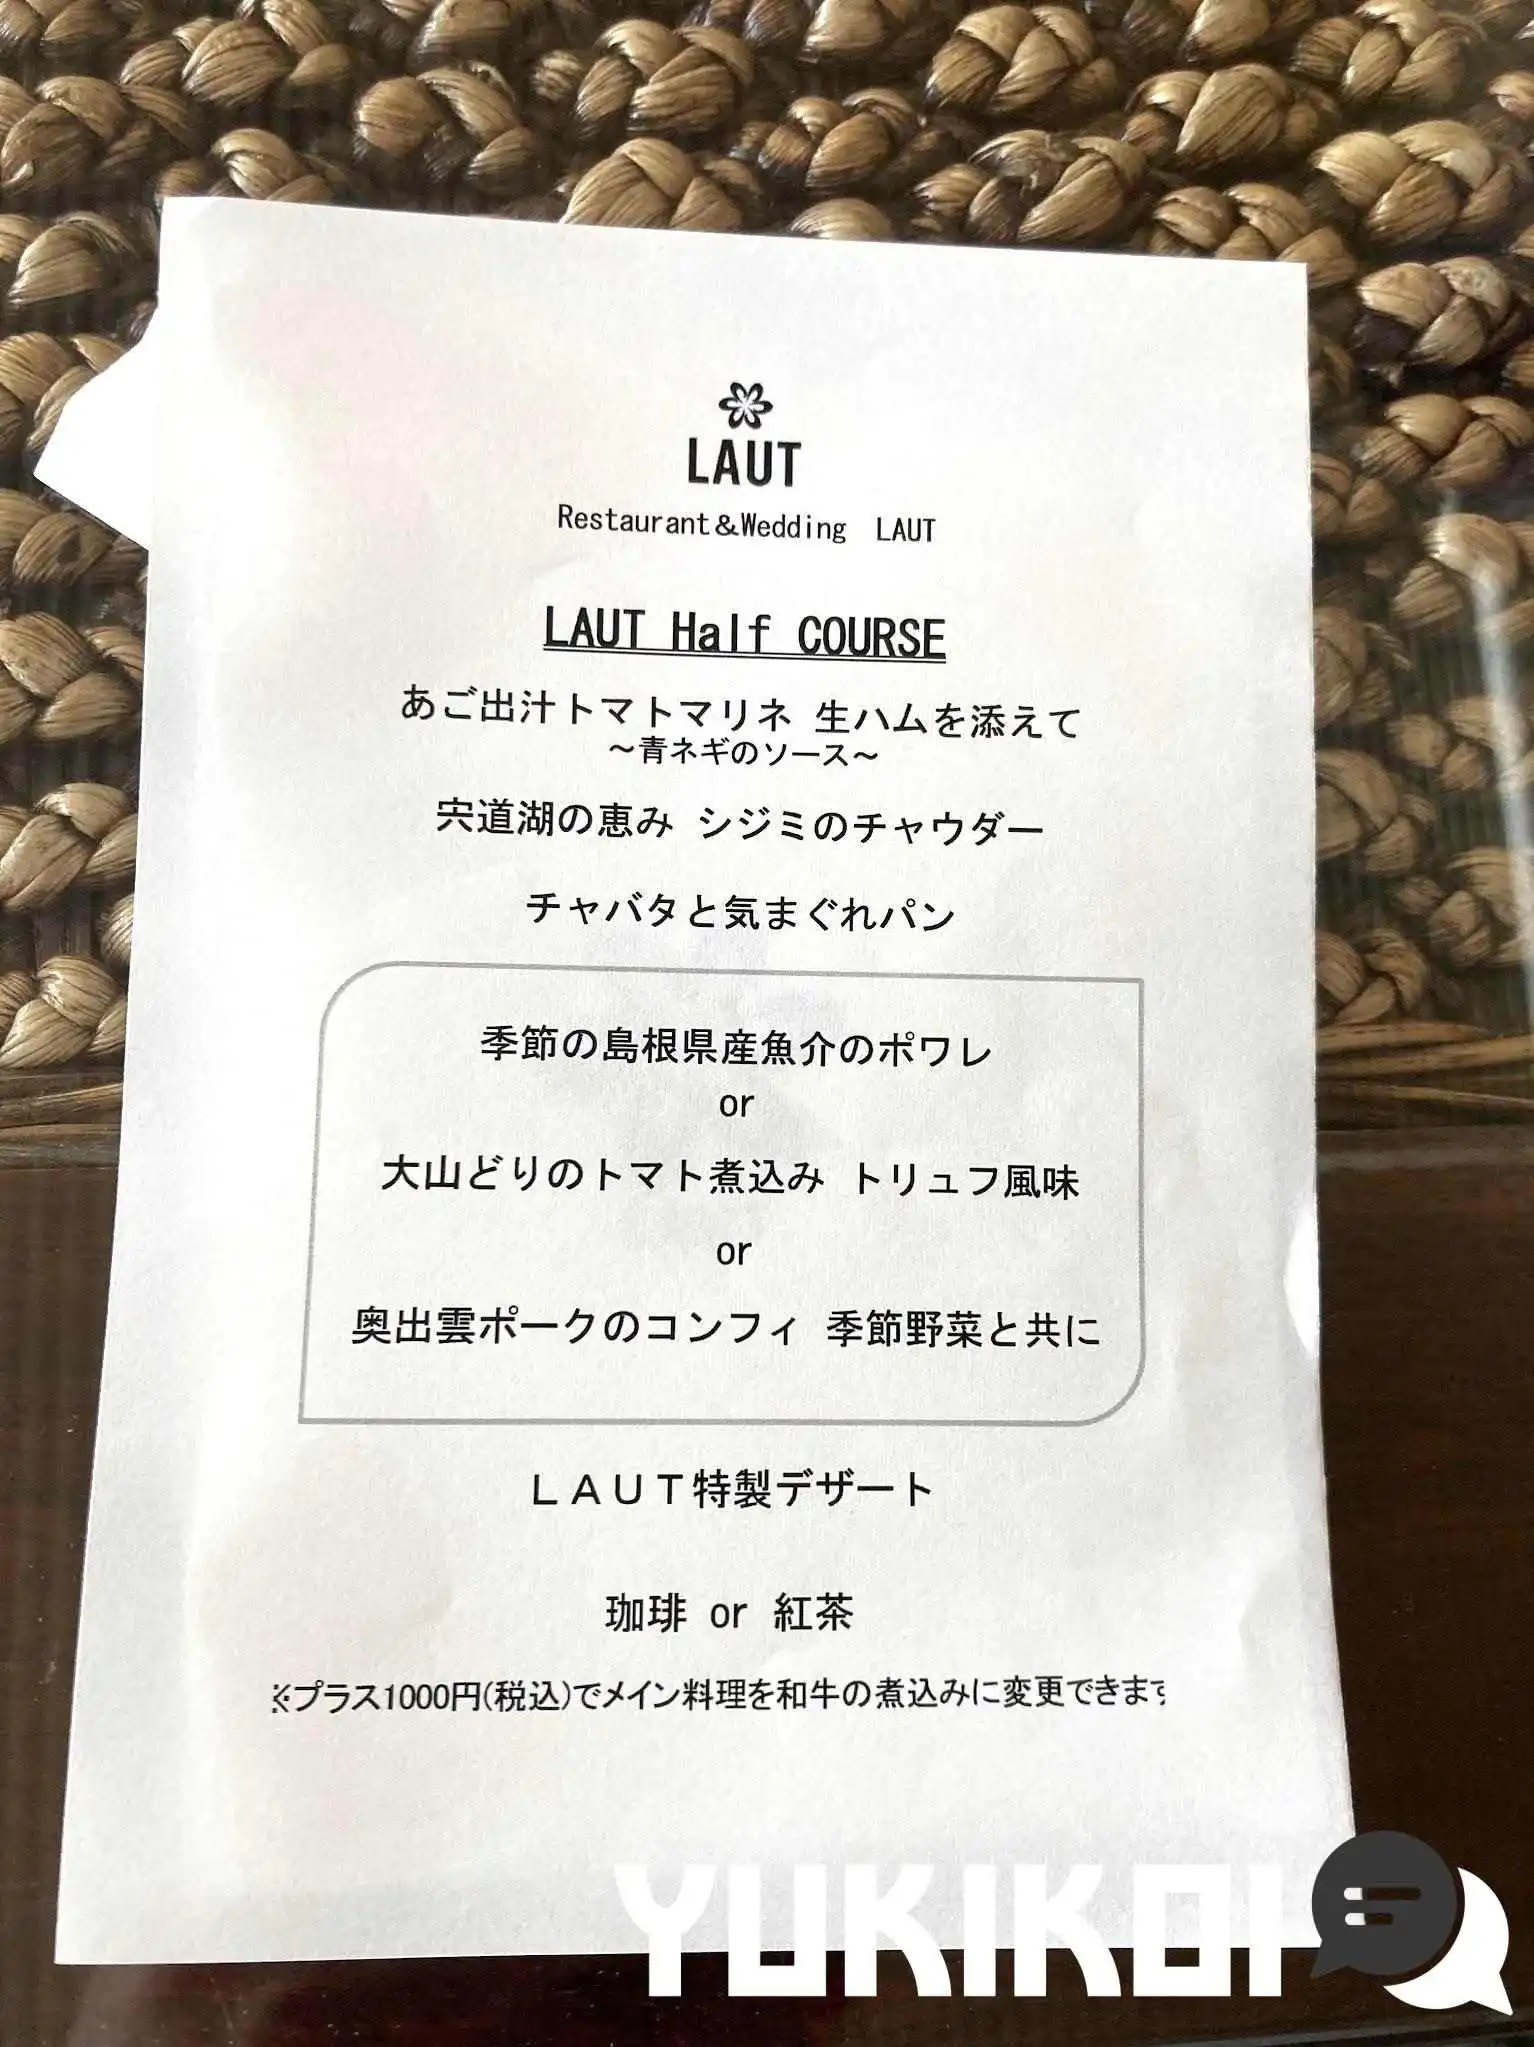 LAUT
Restaurant＆Wedding　LAUT
LAUT Half COURSE
あご出汁トマトマリネ 生ハムを添えて
～青ネギのソース～
宍道湖の恵み シジミのチャウダー
チャバタと気まぐれパン
季節の島根県産魚介のポワレ
or
大山どりのトマト煮込み トリュフ風味
or
奥出雲ポークのコンフィ 季節野菜と共に
ＬＡＵＴ特製デザート
珈琲 or 紅茶
※プラス1000円(税込)でメイン料理を和牛の煮込みに変更できます
YUKIKOI